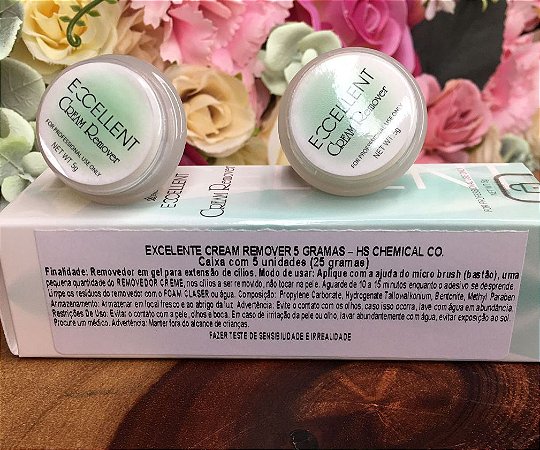 EXCELLENT
Cream Remover
FOR PROFESSIONAL USE ONLY
NET WT. 5g
EXCELLENT
Cream Remover
FOR PROFESSIONAL USE ONLY
NET WT. 5g
EXCELLENT
Cream Remover
EXCELENTE CREAM REMOVER 5 GRAMAS – HS CHEMICAL CO.
Caixa com 5 unidades (25 gramas)
Finalidade: Removedor em gel para extensão de cílios. Modo de usar: Aplique com a ajuda do micro brush (bastão), uma
pequena quantidade do REMOVEDOR CREME, nos cílios a ser removido, não tocar na pele. Aguarde de 10 a 15 minutos enquanto o adesivo se desprende.
Limpe os resíduos do removedor com o FOAM CLASER ou água. Composição: Propylene Carbonate, Hydrogenate Tallowalkonium, Bentonite, Methyl Paraben
Armazenamento: Armazenar em local fresco e ao abrigo da luz. Advertência: Evite o contato com os olhos, caso isso ocorra, lave com água em abundância.
Restrições De Uso: Evitar o contato com a pele, olhos e boca. Em caso de irritação da pele ou olho, lavar abundantemente com água, evitar exposição ao sol.
Procure um médico. Advertência: Manter fora do alcance de crianças.
FAZER TESTE DE SENSIBIUDADE EIPREALIDADE